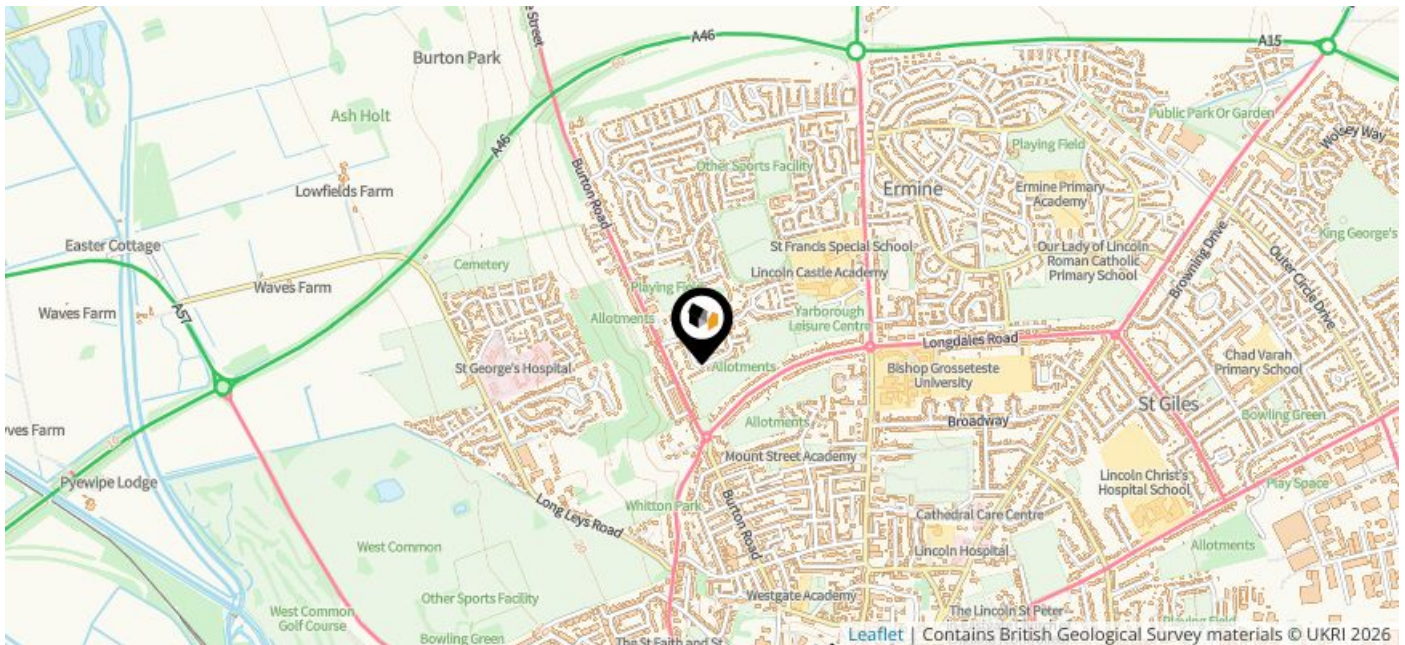 e Street
A46
A15
Burton Park
Ash Holt
Public Park Or Garden
Wolsey Way
Playing Field
A46
Other Sports Facility
Burton Road
Lowfields Farm
Ermine
Ermine Primary
Academy
Easter Cottage
Cemetery
St Francis Special School
Our Lady of Lincoln
Roman Catholic
Primary School
King George's
Browning Drive
Outer Circle Drive
Lincoln Castle Academy
Waves Farm
Playing Fiel
A57
Waves Farm
Allotments
Yarborough
Leisure Centre
Longdales Road
St George's Hospital
Allotments
Bishop Grosseteste
University
Chad Varah
Primary School
St Giles
Bowling Green
Allotments
Broadway
yves Farm
10
Mount Street Academy
Pyewipe Lodge
Lincoln Christ's
Hospital School
Play Space
Whitton Park
Burton Road
Long Leys Road
Cathedral Care Centre
West Common
Lincoln Hospital
Allotments
Other Sports Facility
Westgate Academy
West Common
Golf Course
The Lincoln St Peter
Playing Field
Bowling Green
The St Faith and St
Leaflet | Contains British Geological Survey materials © UKRI 2026